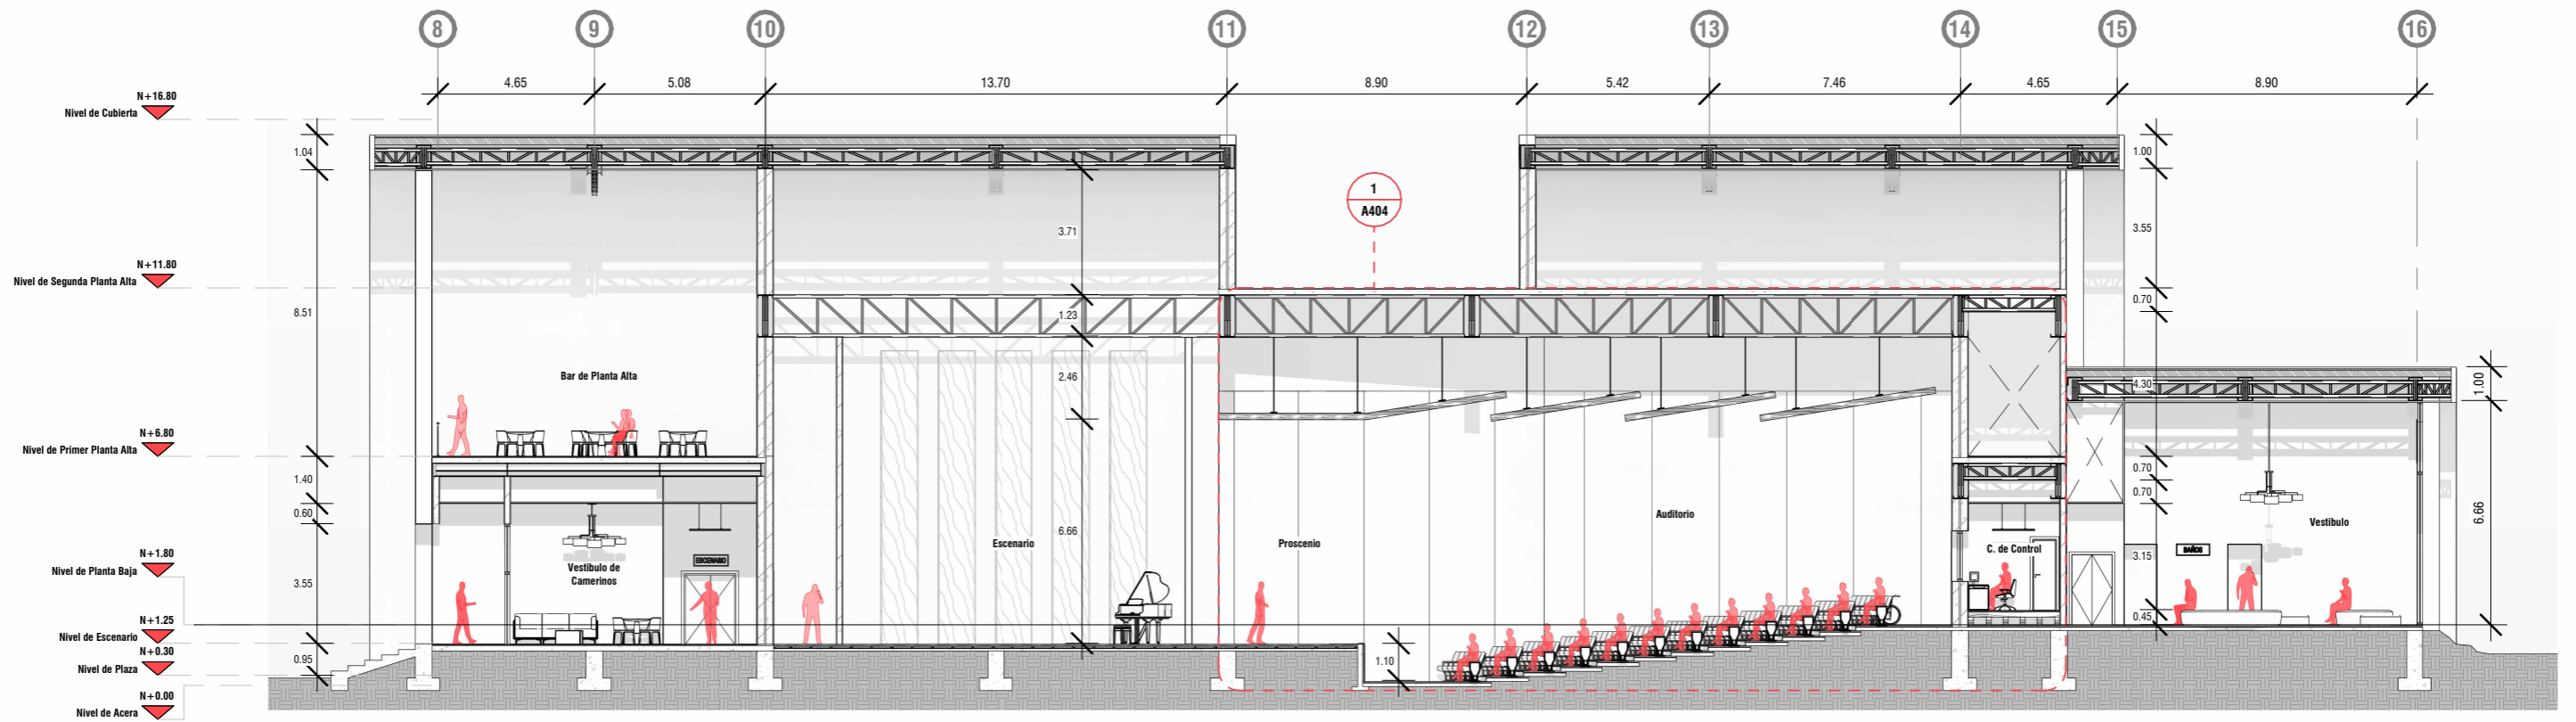 8 9 10 11 12 13 14 15 16
4.65 5.08 13.70 8.90 5.42 7.46 4.65 8.90
N+16.80
Nivel de Cubierta
1.04
1.00
1
A404
3.71
3.55
N+11.80
Nivel de Segunda Planta Alta
8.51
1.23
0.70
Bar de Planta Alta
2.46
4.30
1.00
N+6.80
Nivel de Primer Planta Alta
1.40
0.60
0.70
0.70
6.66
6.66
Auditorio
Vestibulo
Escenario
Proscenio
C. de Control
BAÑOS
ESCENARIO
Vestibulo de
Camerinos
3.15
N+1.80
Nivel de Planta Baja
3.55
0.45
N+1.25
Nivel de Escenario
N+0.30
Nivel de Plaza
0.95
1.10
N+0.00
Nivel de Acera